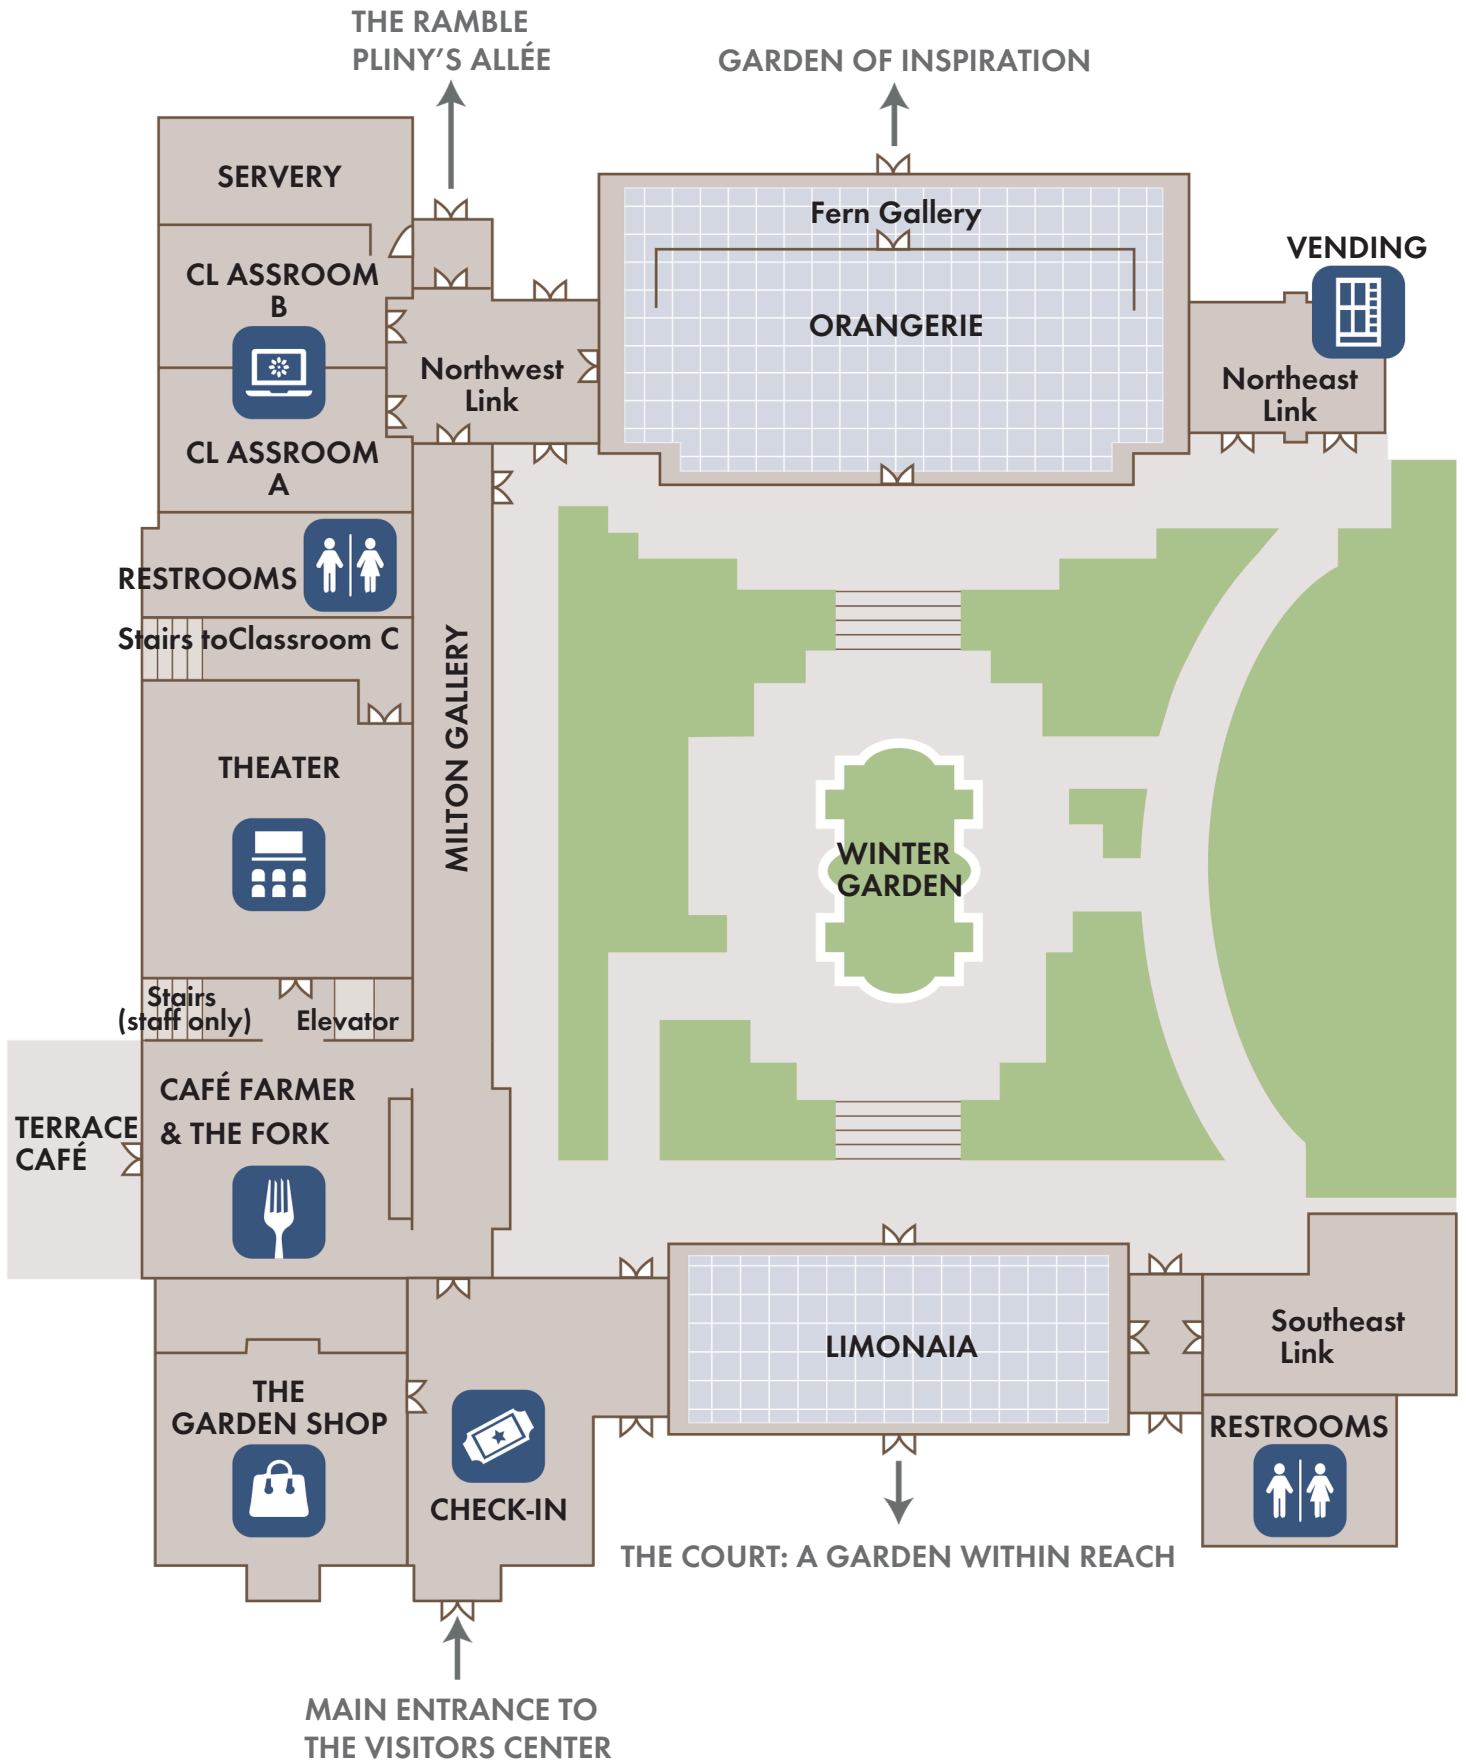 THE RAMBLE
PLINY'S ALLÉE
GARDEN OF INSPIRATION
SERVERY
Fern Gallery
VENDING
CL ASSROOM
B
ORANGERIE
Northwest
Link
Northeast
Link
CL ASSROOM
A
RESTROOMS
Stairs toClassroom C
MILTON GALLERY
THEATER
WINTER
GARDEN
Stairs
(staff only)
Elevator
CAFÉ FARMER
& THE FORK
TERRACE
CAFÉ
LIMONAIA
Southeast
Link
THE
GARDEN SHOP
RESTROOMS
CHECK-IN
THE COURT: A GARDEN WITHIN REACH
MAIN ENTRANCE TO
THE VISITORS CENTER